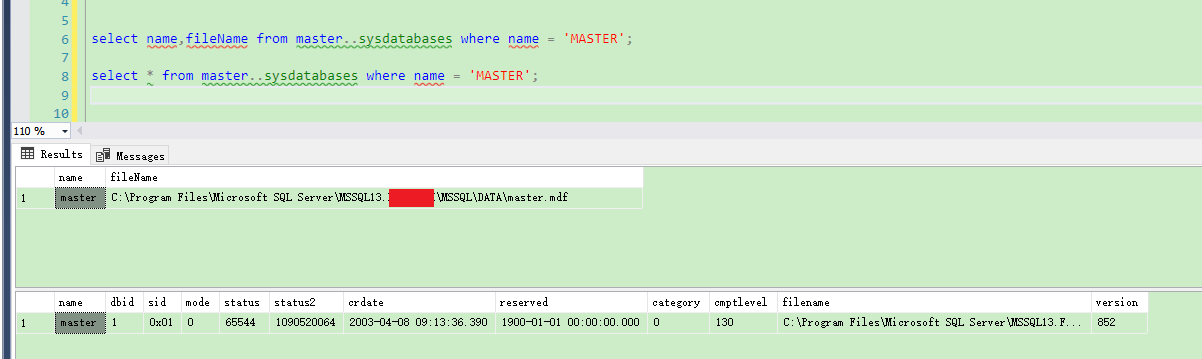 4
5
6 select name,fileName from master..sysdatabases where name = 'MASTER';
7
8 select * from master..sysdatabases where name = 'MASTER';
9
10
110 %
Results Messages
name fileName
1 master C:\Program Files\Microsoft SQL Server\MSSQL13. \MSSQL\DATA\master.mdf
name dbid sid mode status status2 crdate reserved category cmptlevel filename version
1 master 1 0x01 0 65544 1090520064 2003-04-08 09:13:36.390 1900-01-01 00:00:00.000 0 130 C:\Program Files\Microsoft SQL Server\MSSQL13.F... 852